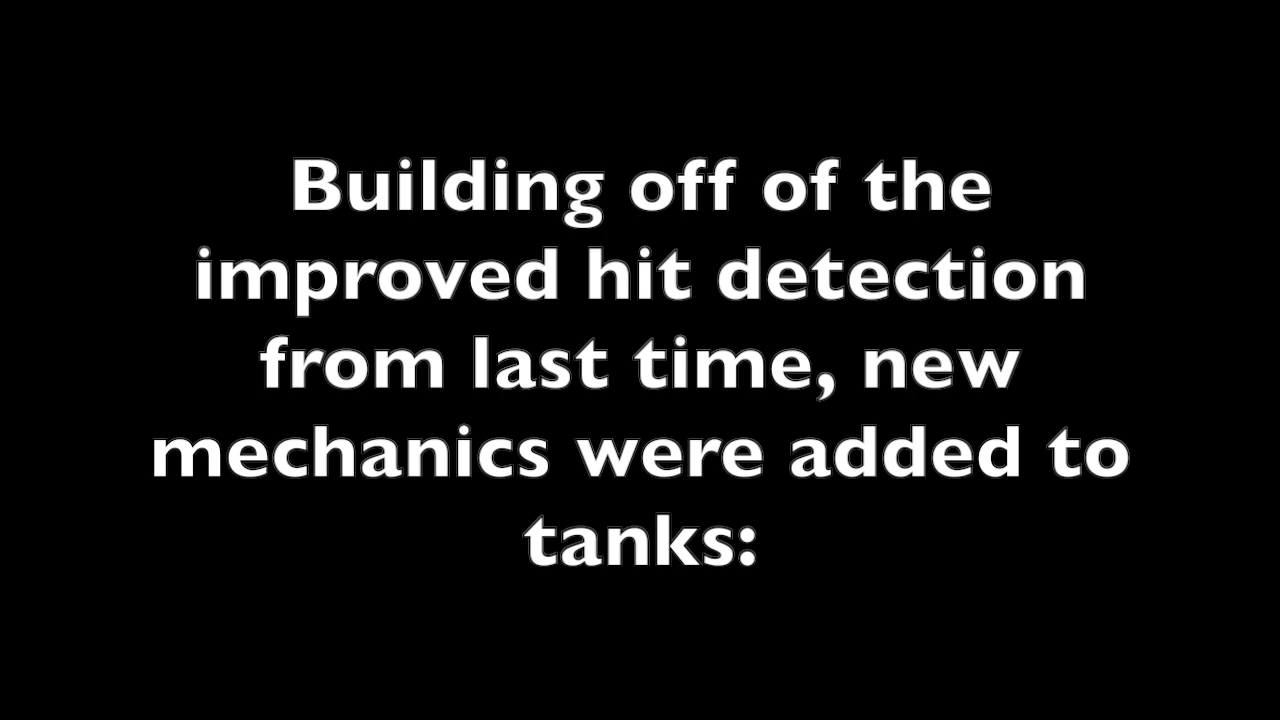 Building off of the
improved hit detection
from last time, new
mechanics were added to
tanks: